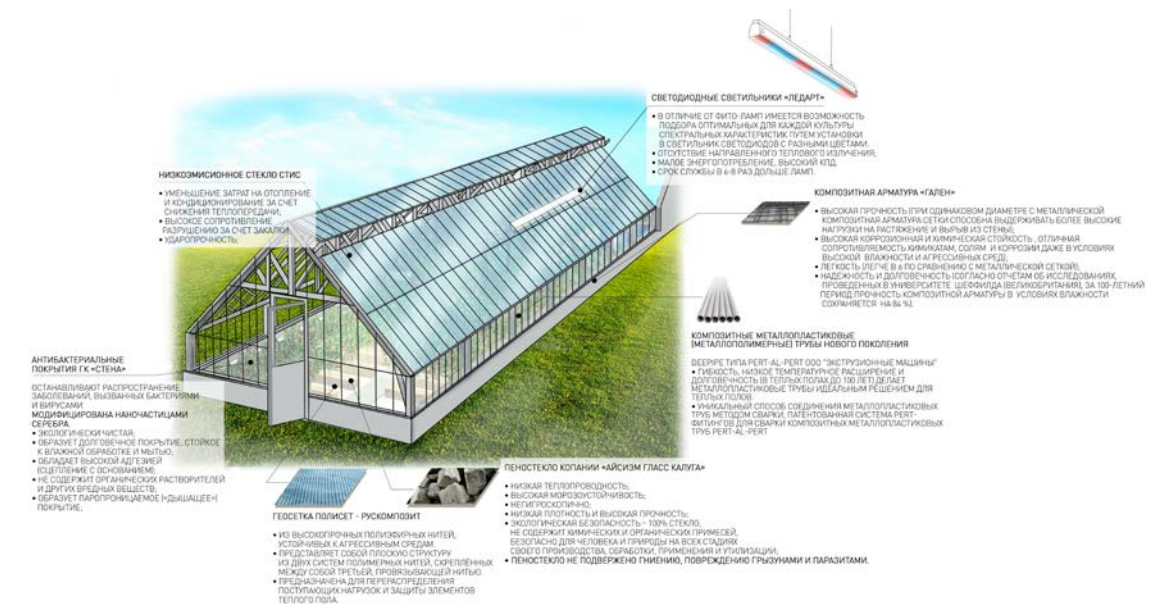 СВЕТОДИОДНЫЕ СВЕТИЛЬНИКИ «ЛЕДАРТ»
• В ОТЛИЧИЕ ОТ ФИТО-ЛАМП ИМЕЕТСЯ ВОЗМОЖНОСТЬ
ПОДБОРА ОПТИМАЛЬНЫХ ДЛЯ КАЖДОЙ КУЛЬТУРЫ
СПЕКТРАЛЬНЫХ ХАРАКТЕРИСТИК ПУТЕМ УСТАНОВКИ
В СВЕТИЛЬНИК СВЕТОДИОДОВ С РАЗНЫМИ ЦВЕТАМИ.
• ОТСУТСТВИЕ НАПРАВЛЕННОГО ТЕПЛОВОГО ИЗЛУЧЕНИЯ;
• МАЛОЕ ЭНЕРГОПОТРЕБЛЕНИЕ, ВЫСОКИЙ КПД.
• СРОК СЛУЖБЫ В 6-8 РАЗ ДОЛЬШЕ ЛАМП.
НИЗКОЭМИСИОННОЕ СТЕКЛО СТИС
• УМЕНЬШЕНИЕ ЗАТРАТ НА ОТОПЛЕНИЕ
И КОНДИЦИОНИРОВАНИЕ ЗА СЧЕТ
СНИЖЕНИЯ ТЕПЛОПЕРЕДАЧИ;
• ВЫСОКОЕ СОПРОТИВЛЕНИЕ
РАЗРУШЕНИЮ ЗА СЧЕТ ЗАКАЛКИ
• УДАРОПРОЧНОСТЬ;
КОМПОЗИТНАЯ АРМАТУРА «ГАЛЕН»
• ВЫСОКАЯ ПРОЧНОСТЬ (ПРИ ОДИНАКОВОМ ДИАМЕТРЕ С МЕТАЛЛИЧЕСКОЙ
КОМПОЗИТНАЯ АРМАТУРА СЕТКИ СПОСОБНА ВЫДЕРЖИВАТЬ БОЛЕЕ ВЫСОКИЕ
НАГРУЗКИ НА РАСТЯЖЕНИЕ И ВЫРЫВ ИЗ СТЕНЫ);
• ВЫСОКАЯ КОРРОЗИОННАЯ И ХИМИЧЕСКАЯ СТОЙКОСТЬ , ОТЛИЧНАЯ
СОПРОТИВЛЯЕМОСТЬ ХИМИКАТАМ, СОЛЯМ И КОРРОЗИИ ДАЖЕ В УСЛОВИЯХ
ВЫСОКОЙ ВЛАЖНОСТИ И АГРЕССИВНЫХ СРЕД;
• ЛЕГКОСТЬ (ЛЕГЧЕ В 6 ПО СРАВНЕНИЮ С МЕТАЛЛИЧЕСКОЙ СЕТКОЙ);
• НАДЕЖНОСТЬ И ДОЛГОВЕЧНОСТЬ (СОГЛАСНО ОТЧЕТАМ ОБ ИССЛЕДОВАНИЯХ,
ПРОВЕДЕННЫХ В УНИВЕРСИТЕТЕ ШЕФФИЛДА (ВЕЛИКОБРИТАНИЯ), ЗА 100-ЛЕТНИЙ
ПЕРИОД ПРОЧНОСТЬ КОМПОЗИТНОЙ АРМАТУРЫ В УСЛОВИЯХ ВЛАЖНОСТИ
СОХРАНЯЕТСЯ НА 84 %).
КОМПОЗИТНЫЕ МЕТАЛЛОПЛАСТИКОВЫЕ
(МЕТАЛЛОПОЛИМЕРНЫЕ) ТРУБЫ НОВОГО ПОКОЛЕНИЯ
DEEPIPE ТИПА PERT-AL-PERT ООО "ЭКСТРУЗИОННЫЕ МАШИНЫ"
• ГИБКОСТЬ, НИЗКОЕ ТЕМПЕРАТУРНОЕ РАСШИРЕНИЕ И
ДОЛГОВЕЧНОСТЬ (В ТЕПЛЫХ ПОЛАХ ДО 100 ЛЕТ) ДЕЛАЕТ
МЕТАЛЛОПЛАСТИКОВЫЕ ТРУБЫ ИДЕАЛЬНЫМ РЕШЕНИЕМ ДЛЯ
ТЕПЛЫХ ПОЛОВ.
• УНИКАЛЬНЫЙ СПОСОБ СОЕДИНЕНИЯ МЕТАЛЛОПЛАСТИКОВЫХ
ТРУБ МЕТОДОМ СВАРКИ, ПАТЕНТОВАННАЯ СИСТЕМА PERT-
ФИТИНГОВ ДЛЯ СВАРКИ КОМПОЗИТНЫХ МЕТАЛЛОПЛАСТИКОВЫХ
ТРУБ PERT-AL-PERT
АНТИБАКТЕРИАЛЬНЫЕ
ПОКРЫТИЯ ГК «СТЕНА»
ОСТАНАВЛИВАЮТ РАСПРОСТРАНЕНИЕ
ЗАБОЛЕВАНИЙ, ВЫЗВАННЫХ БАКТЕРИЯМИ
И ВИРУСАМИ
МОДИФИЦИРОВАНА НАНОЧАСТИЦАМИ
СЕРЕБРА.
• ЭКОЛОГИЧЕСКИ ЧИСТАЯ;
• ОБРАЗУЕТ ДОЛГОВЕЧНОЕ ПОКРЫТИЕ, СТОЙКОЕ
К ВЛАЖНОЙ ОБРАБОТКЕ И МЫТЬЮ;
• ОБЛАДАЕТ ВЫСОКОЙ АДГЕЗИЕЙ
(СЦЕПЛЕНИЕ С ОСНОВАНИЕМ);
• НЕ СОДЕРЖИТ ОРГАНИЧЕСКИХ РАСТВОРИТЕЛЕЙ
И ДРУГИХ ВРЕДНЫХ ВЕЩЕСТВ;
• ОБРАЗУЕТ ПАРОПРОНИЦАЕМОЕ («ДЫШАЩЕЕ»)
ПОКРЫТИЕ;
ГЕОСЕТКА ПОЛИСЕТ - РУСКОМПОЗИТ
• ИЗ ВЫСОКОПРОЧНЫХ ПОЛИЭФИРНЫХ НИТЕЙ,
УСТОЙЧИВЫХ К АГРЕССИВНЫМ СРЕДАМ.
• ПРЕДСТАВЛЯЕТ СОБОЙ ПЛОСКУЮ СТРУКТУРУ
ИЗ ДВУХ СИСТЕМ ПОЛИМЕРНЫХ НИТЕЙ, СКРЕПЛЁННЫХ
МЕЖДУ СОБОЙ ТРЕТЬЕЙ, ПРОВЯЗЫВАЮЩЕЙ НИТЬЮ.
• ПРЕДНАЗНАЧЕНА ДЛЯ ПЕРЕРАСПРЕДЕЛЕНИЯ
ПОСТУПАЮЩИХ НАГРУЗОК И ЗАЩИТЫ ЭЛЕМЕНТОВ
ТЕПЛОГО ПОЛА.
ПЕНОСТЕКЛО КОПАНИИ «АЙСИЭМ ГЛАСС КАЛУГА»
• НИЗКАЯ ТЕПЛОПРОВОДНОСТЬ;
• ВЫСОКАЯ МОРОЗОУСТОЙЧИВОСТЬ;
• НЕГИГРОСКОПИЧНО;
• НИЗКАЯ ПЛОТНОСТЬ И ВЫСОКАЯ ПРОЧНОСТЬ;
• ЭКОЛОГИЧЕСКАЯ БЕЗОПАСНОСТЬ – 100% СТЕКЛО,
НЕ СОДЕРЖИТ ХИМИЧЕСКИХ И ОРГАНИЧЕСКИХ ПРИМЕСЕЙ,
БЕЗОПАСНО ДЛЯ ЧЕЛОВЕКА И ПРИРОДЫ НА ВСЕХ СТАДИЯХ
СВОЕГО ПРОИЗВОДСТВА, ОБРАБОТКИ, ПРИМЕНЕНИЯ И УТИЛИЗАЦИИ;
• ПЕНОСТЕКЛО НЕ ПОДВЕРЖЕНО ГНИЕНИЮ, ПОВРЕЖДЕНИЮ ГРЫЗУНАМИ И ПАРАЗИТАМИ.